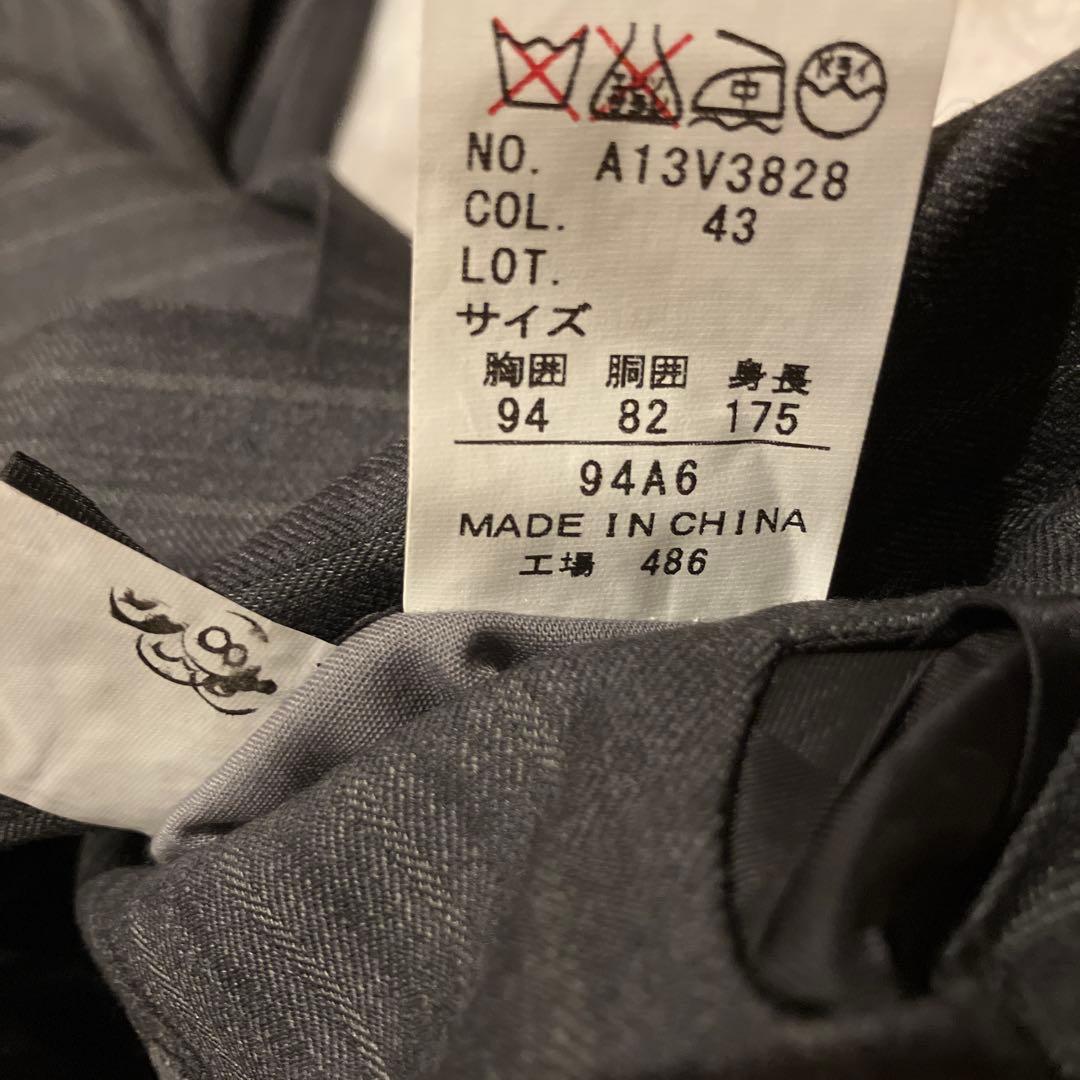 中 ドライ
NO. A13V3828
COL. 43
LOT.
サイズ
胸囲 胴囲 身長
94 82 175
94A6
MADE IN CHINA
工場 486
8